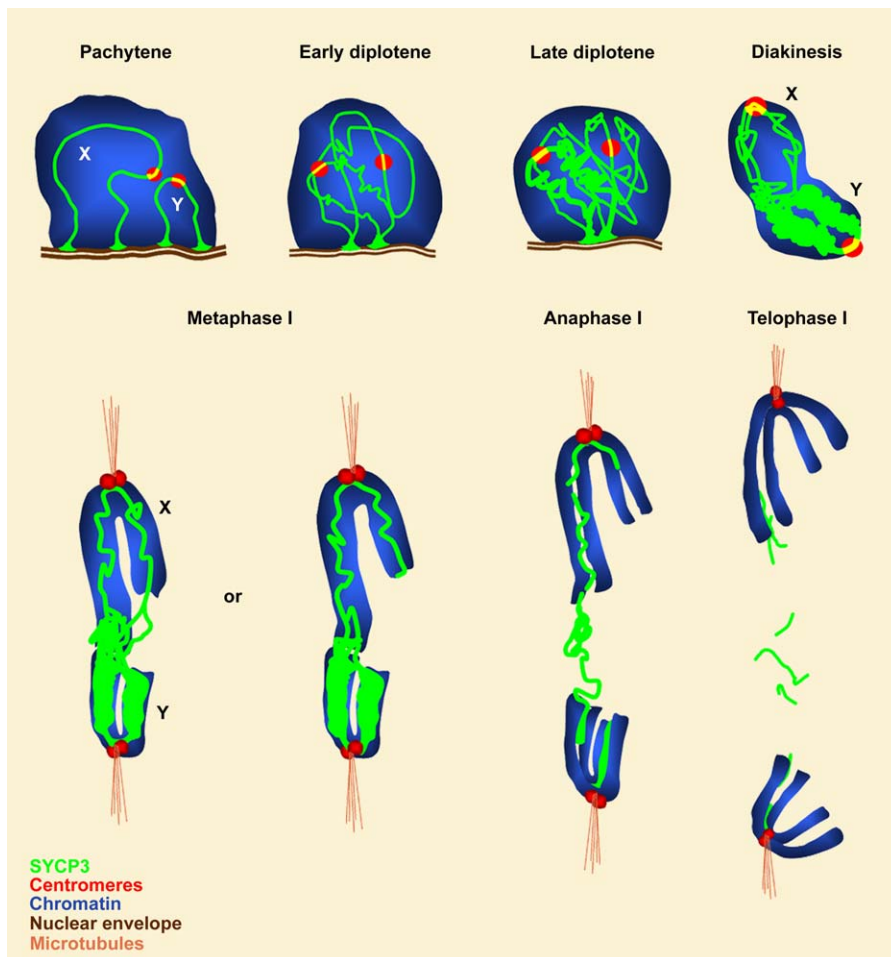 Pachytene
Early diplotene
Late diplotene
Diakinesis
X
Y
X
Y
Metaphase I
Anaphase I
Telophase I
X
or
Y
SYCP3
Centromeres
Chromatin
Nuclear envelope
Microtubules